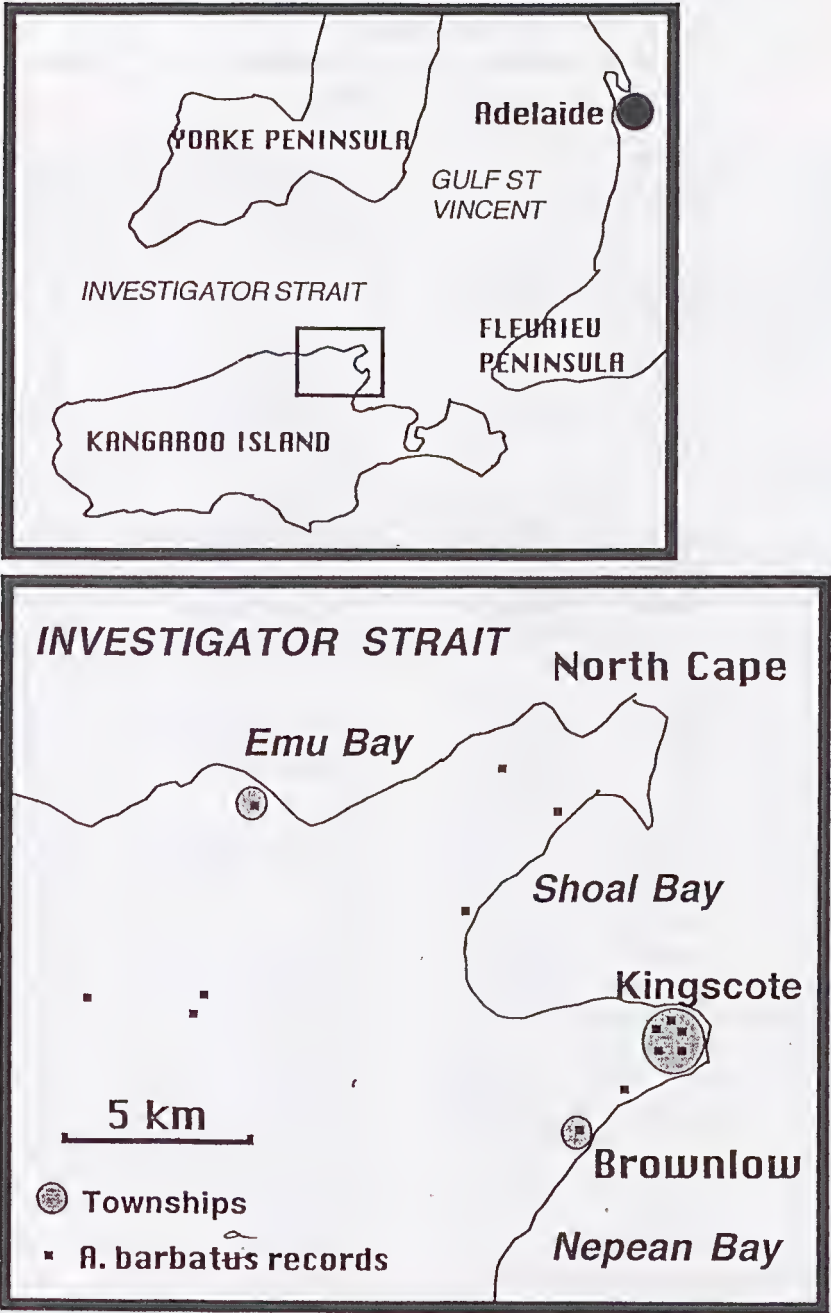 Adelaide
YORKE PENINSULA
GULF ST
VINCENT
INVESTIGATOR STRAIT
FLEURIEU
PENINSULA
KANGAROO ISLAND
INVESTIGATOR STRAIT
North Cape
Emu Bay
Shoal Bay
Kingscote
5 km
Brownlow
Townships
a
A. barbatus records
Nepean Bay